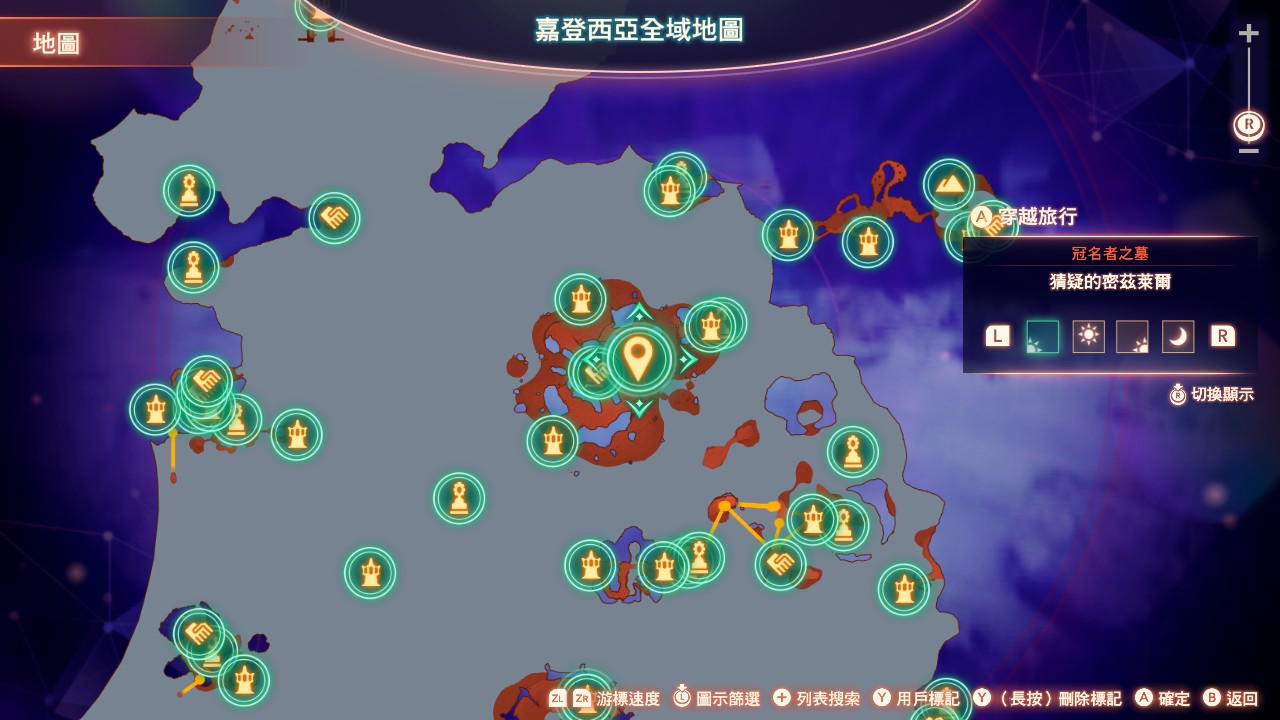 地圖
嘉登西亞全域地圖
R
A 穿越旅行
冠名者之墓
猜疑的密茲萊爾
L R
R 切換顯示
ZL ZR 游標速度 L 圖示篩選 + 列表搜索 Y 用戶標記 Y（長按）刪除標記 A 確定 B 返回